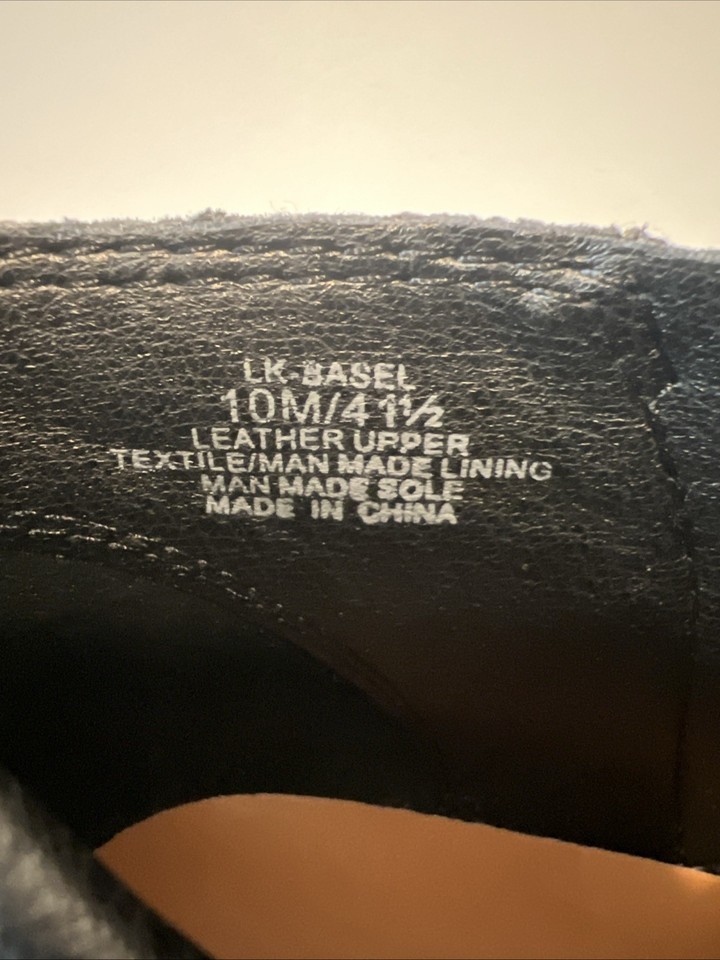 LK-BASEL
10M/41½
LEATHER UPPER
TEXTILE/MAN MADE LINING
MAN MADE SOLE
MADE IN CHINA